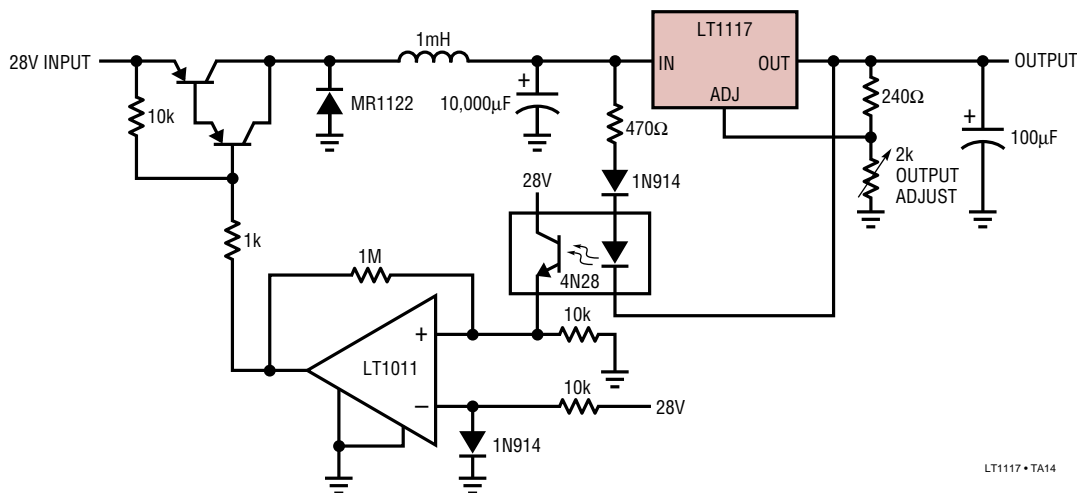 LT1117
IN
OUT
ADJ
28V INPUT
1mH
OUTPUT
10k
MR1122
+
10,000µF
470Ω
240Ω
+
100µF
2k
OUTPUT
ADJUST
28V
1N914
4N28
1k
1M
10k
+
LT1011
−
10k
28V
1N914
LT1117 • TA14